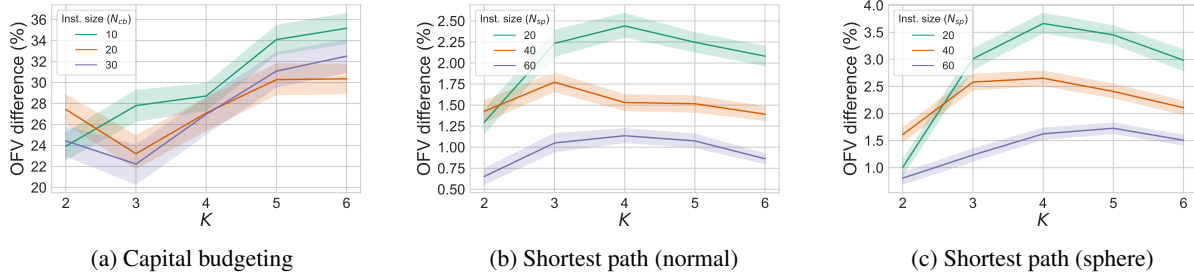 Inst. size (N_cb)
10
20
30
OFV difference (%)
36
34
32
30
28
26
24
22
20
2 3 4 5 6
K
(a) Capital budgeting
Inst. size (N_sp)
20
40
60
OFV difference (%)
2.50
2.25
2.00
1.75
1.50
1.25
1.00
0.75
0.50
2 3 4 5 6
K
(b) Shortest path (normal)
Inst. size (N_sp)
20
40
60
OFV difference (%)
4.0
3.5
3.0
2.5
2.0
1.5
1.0
2 3 4 5 6
K
(c) Shortest path (sphere)